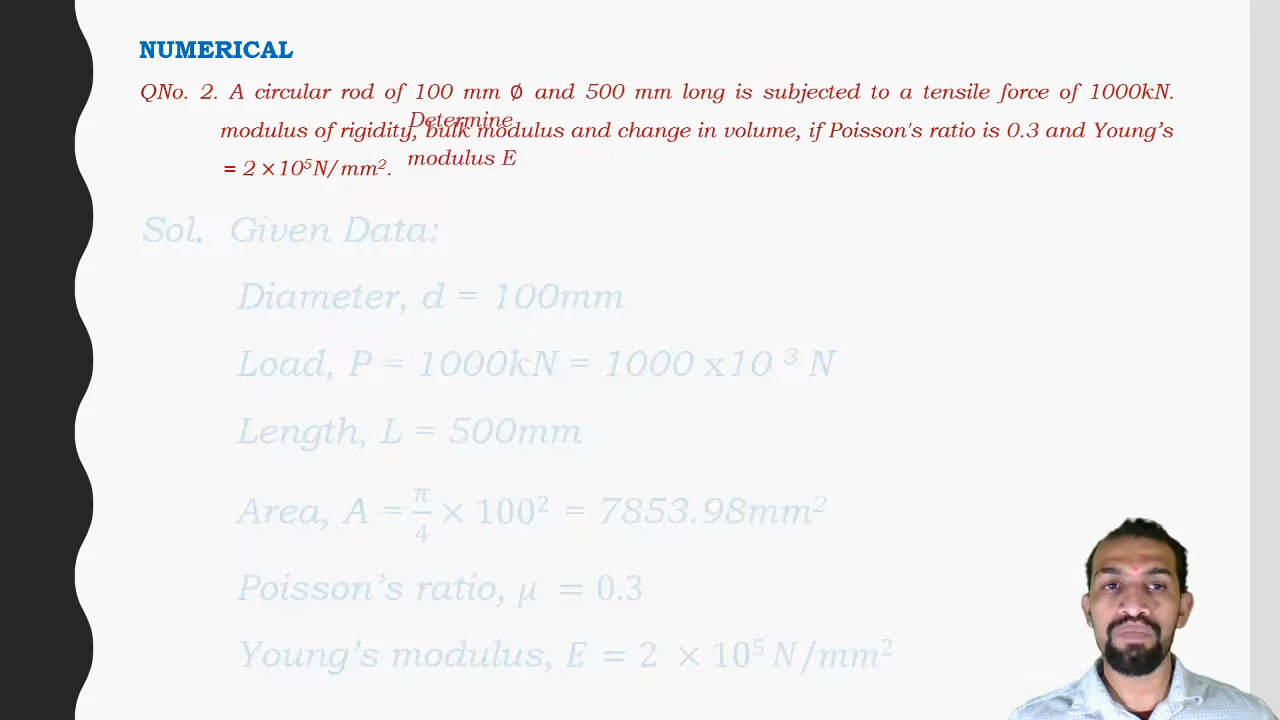 NUMERICAL
QNo. 2. A circular rod of 100 mm ∅ and 500 mm long is subjected to a tensile force of 1000kN.
Determine
modulus of rigidity, bulk modulus and change in volume, if Poisson's ratio is 0.3 and Young's
modulus E
= 2 ×10⁵N/mm².
Sol. Given Data:
Diameter, d = 100mm
Load, P = 1000kN = 1000 x10 ³ N
Length, L = 500mm
Area, A = π/4 × 100² = 7853.98mm²
Poisson's ratio, μ = 0.3
Young's modulus, E = 2 × 10⁵ N/mm²